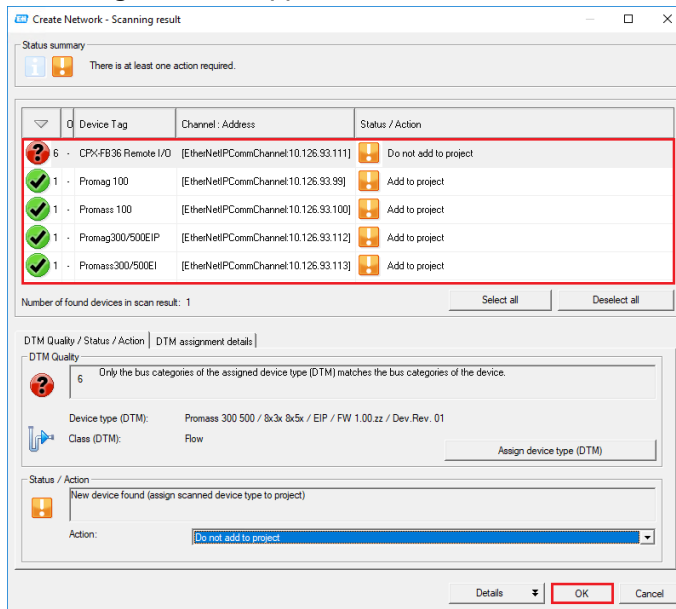 Create Network - Scanning result
Status summary
There is at least one action required.
O Device Tag Channel : Address Status / Action
6 - CPX-FB36 Remote I/O [EtherNetIPCommChannel:10.126.93.111] Do not add to project
1 - Promag 100 [EtherNetIPCommChannel:10.126.93.99] Add to project
1 - Promass 100 [EtherNetIPCommChannel:10.126.93.100] Add to project
1 - Promag300/500EIP [EtherNetIPCommChannel:10.126.93.112] Add to project
1 - Promass300/500EI [EtherNetIPCommChannel:10.126.93.113] Add to project
Number of found devices in scan result: 1 Select all Deselect all
DTM Quality / Status / Action DTM assignment details
DTM Quality
6 Only the bus categories of the assigned device type (DTM) matches the bus categories of the device.
Device type (DTM): Promass 300 500 / 8x3x 8x5x / EIP / FW 1.00.zz / Dev.Rev. 01
Class (DTM): Flow
Assign device type (DTM)
Status / Action
New device found (assign scanned device type to project)
Action: Do not add to project
Details OK Cancel